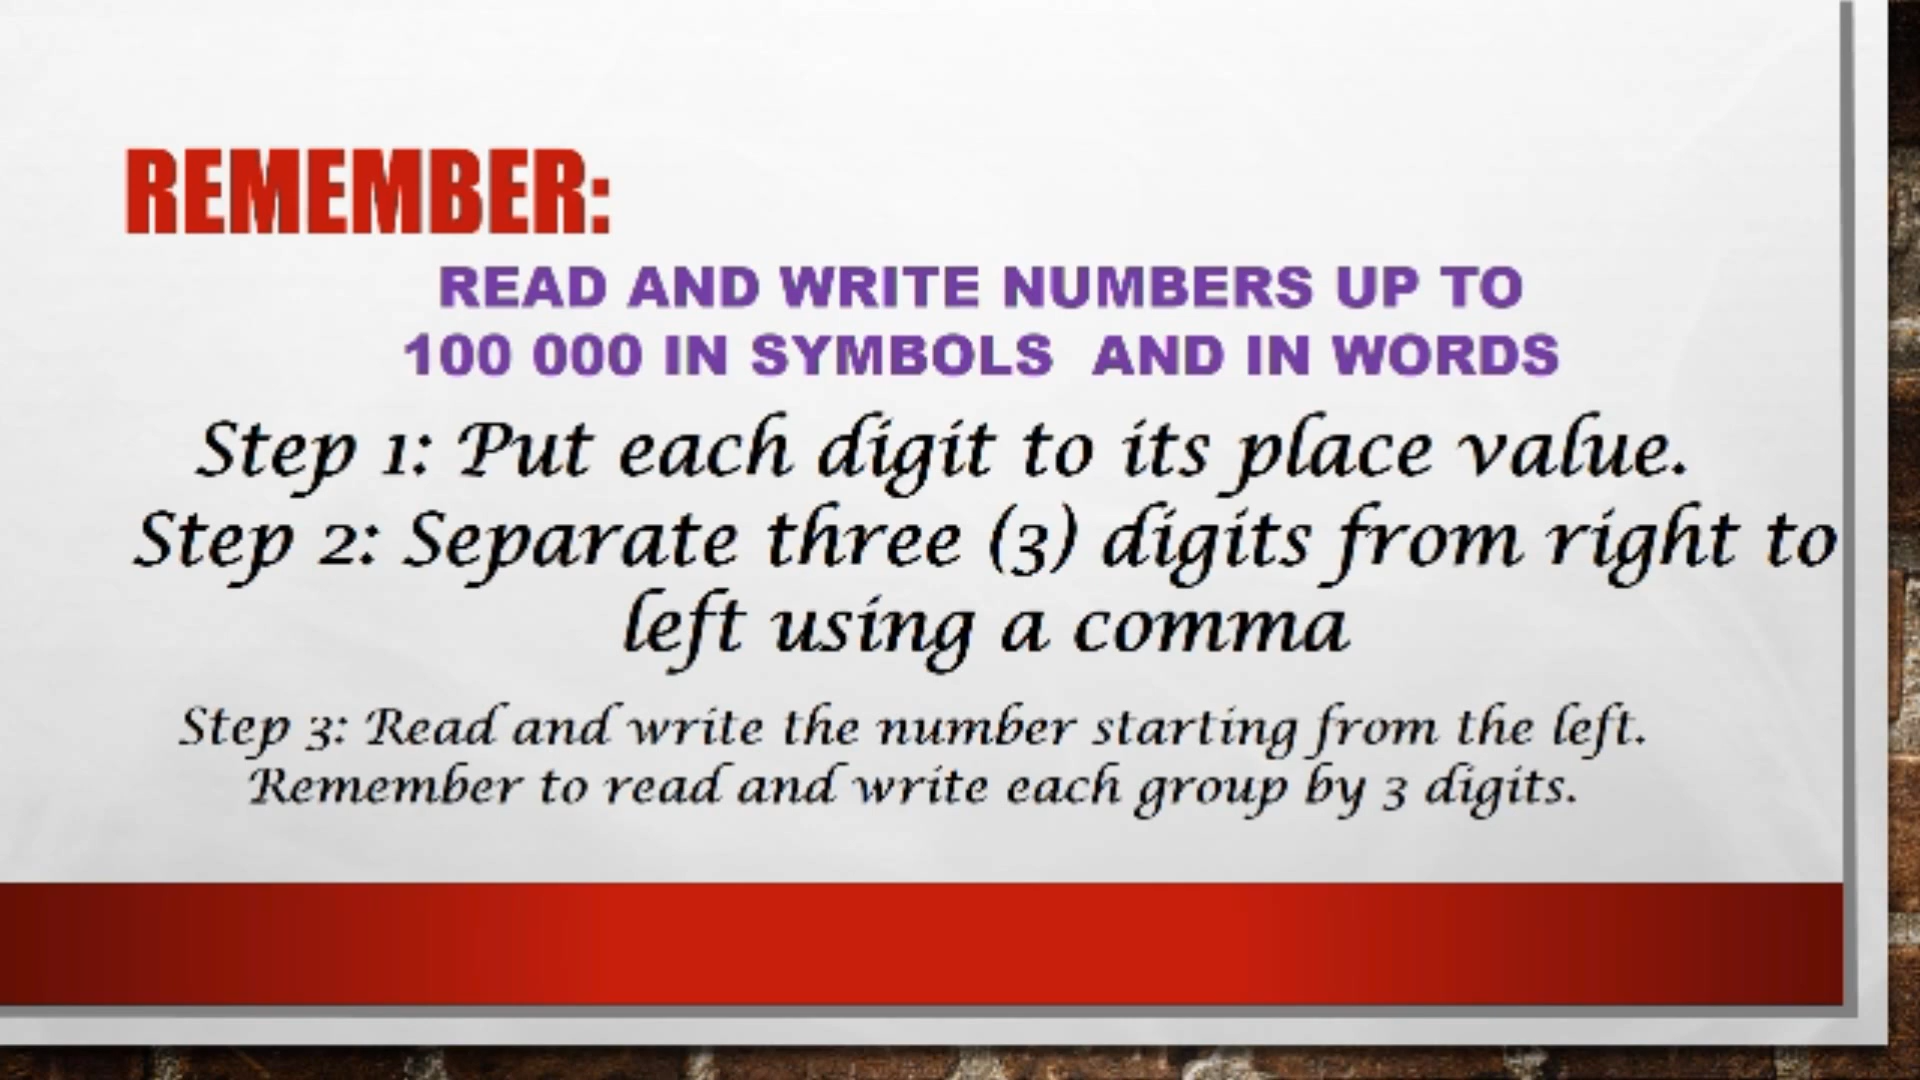 REMEMBER:
READ AND WRITE NUMBERS UP TO
100 000 IN SYMBOLS AND IN WORDS
Step 1: Put each digit to its place value.
Step 2: Separate three (3) digits from right to
left using a comma
Step 3: Read and write the number starting from the left.
Remember to read and write each group by 3 digits.